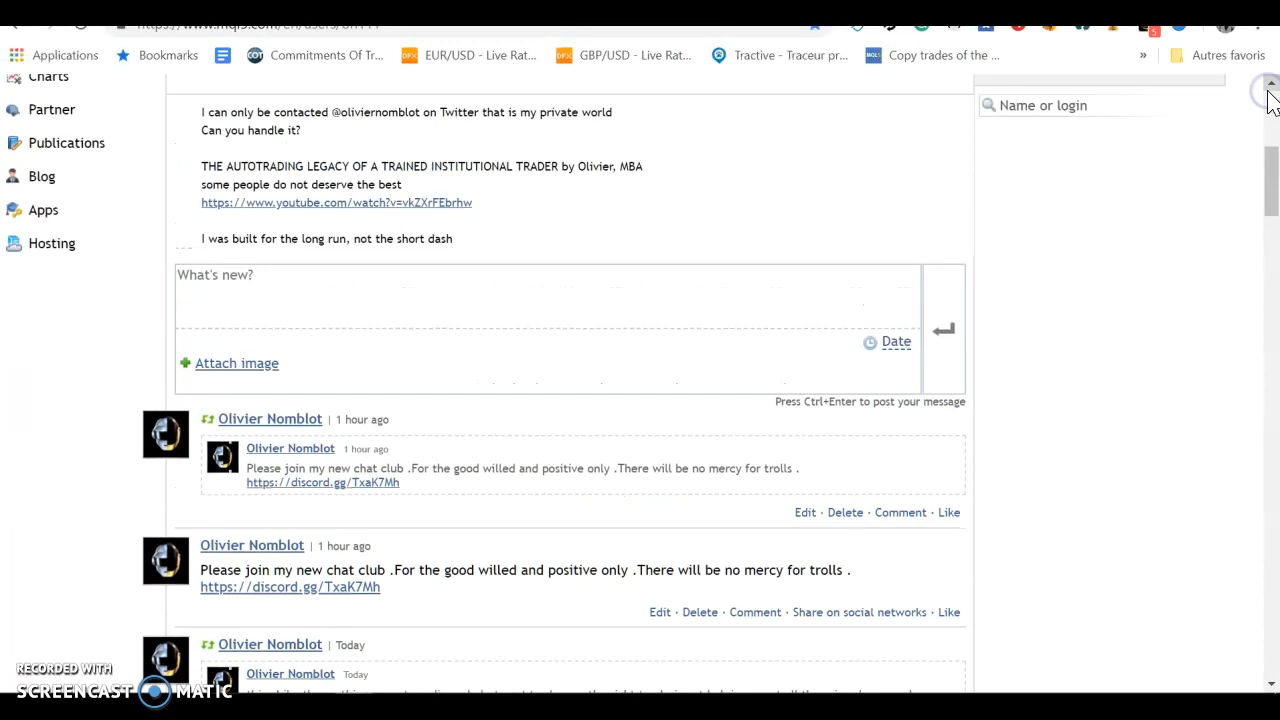 5
Applications
Bookmarks
Commitments Of Tr...
EUR/USD - Live Rat...
GBP/USD - Live Rat...
Tractive - Traceur pr...
Copy trades of the ...
»
Autres favoris
Charts
Partner
Publications
Blog
Apps
Hosting
I can only be contacted @oliviernomblot on Twitter that is my private world
Can you handle it?
THE AUTOTRADING LEGACY OF A TRAINED INSTITUTIONAL TRADER by Olivier, MBA
some people do not deserve the best
https://www.youtube.com/watch?v=vkZXrFEbrhw
I was built for the long run, not the short dash
Name or login
What's new?
Date
Attach image
Press Ctrl+Enter to post your message
Olivier Nomblot | 1 hour ago
Olivier Nomblot 1 hour ago
Please join my new chat club .For the good willed and positive only .There will be no mercy for trolls .
https://discord.gg/TxaK7Mh
Edit · Delete · Comment · Like
Olivier Nomblot | 1 hour ago
Please join my new chat club .For the good willed and positive only .There will be no mercy for trolls .
https://discord.gg/TxaK7Mh
Edit · Delete · Comment · Share on social networks · Like
Olivier Nomblot | Today
Olivier Nomblot Today
RECORDED WITH
SCREENCAST MATIC